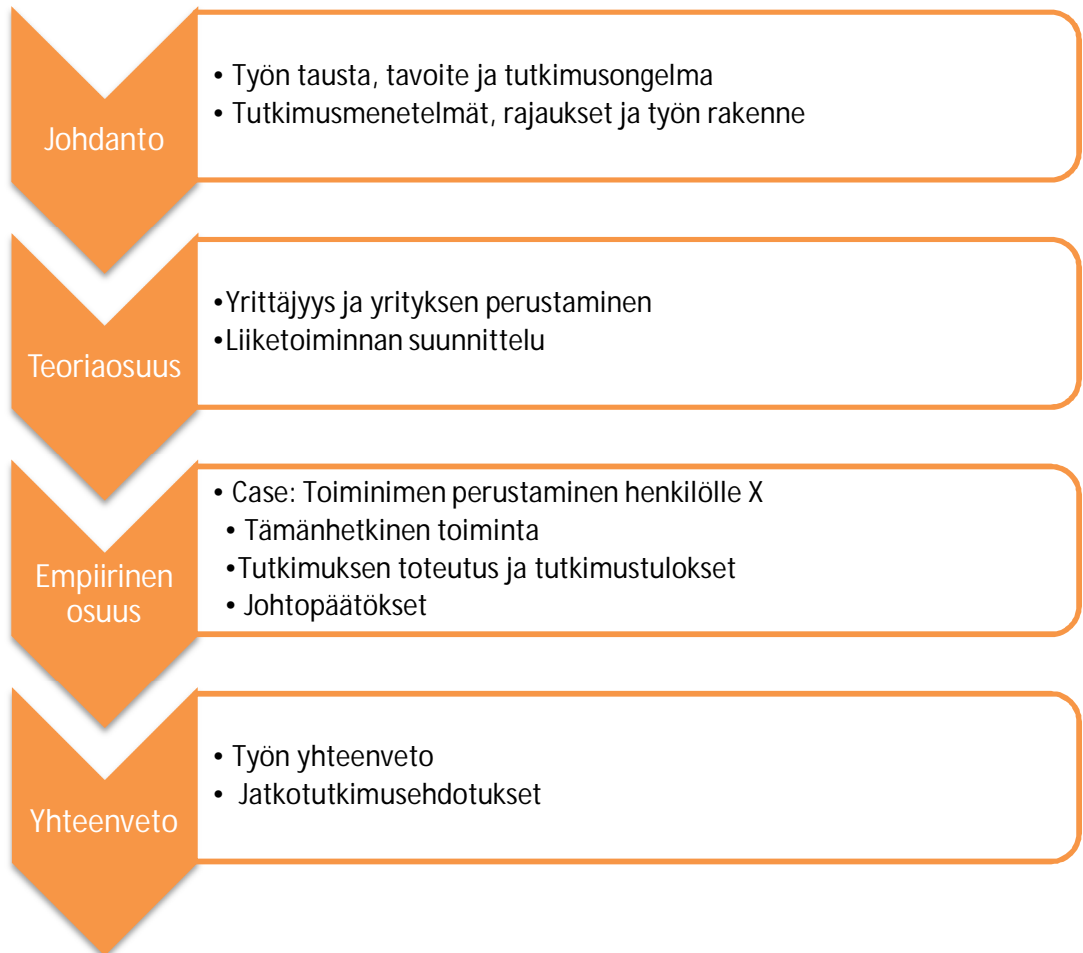 Johdanto
• Työn tausta, tavoite ja tutkimusongelma
• Tutkimusmenetelmät, rajaukset ja työn rakenne
Teoriaosuus
•Yrittäjyys ja yrityksen perustaminen
•Liiketoiminnan suunnittelu
Empiirinen
osuus
• Case: Toiminimen perustaminen henkilölle X
• Tämänhetkinen toiminta
•Tutkimuksen toteutus ja tutkimustulokset
• Johtopäätökset
Yhteenveto
• Työn yhteenveto
• Jatkotutkimusehdotukset